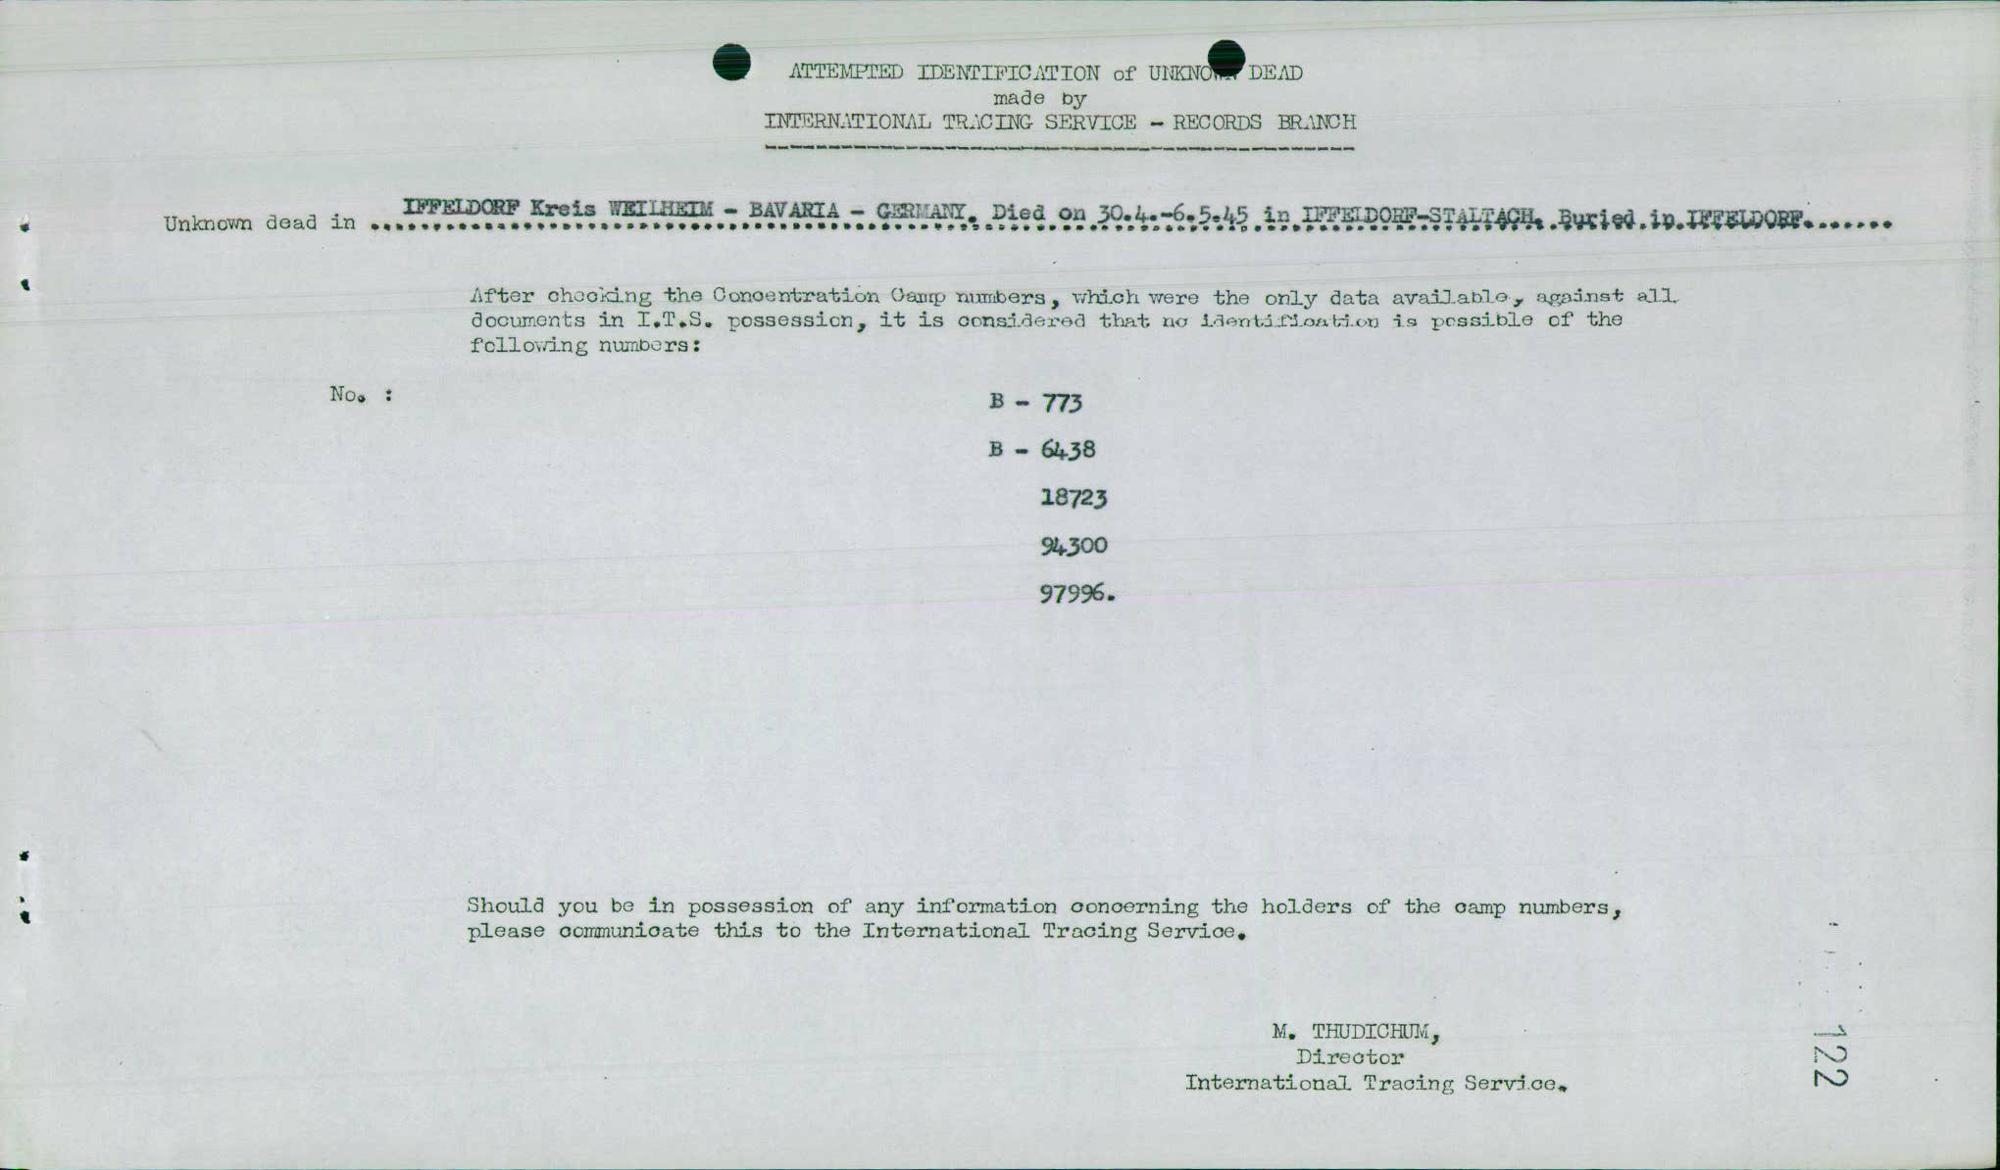 ATTEMPTED IDENTIFICATION of UNKNOWN DEAD
made by
INTERNATIONAL TRACING SERVICE - RECORDS BRANCH
Unknown dead in IFFELDORF Kreis WEILHEIM - BAVARIA - GERMANY. Died on 30.4.-6.5.45 in IFFELDORF-STALTACH. Buried in IFFELDORF.......
After checking the Concentration Camp numbers, which were the only data available, against all
documents in I.T.S. possession, it is considered that no identification is possible of the
following numbers:
No. :
B - 773
B - 6438
18723
94300
97996.
Should you be in possession of any information concerning the holders of the camp numbers,
please communicate this to the International Tracing Service.
M. THUDICHUM,
Director
International Tracing Service.
122